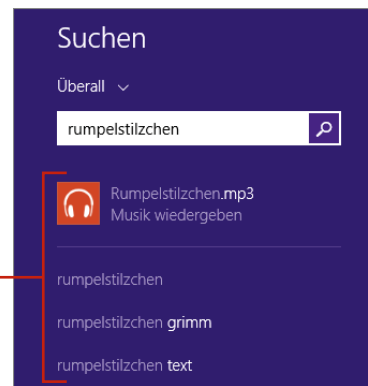 Suchen
Überall
rumpelstilzchen
Rumpelstilzchen.mp3
Musik wiedergeben
rumpelstilzchen
rumpelstilzchen grimm
rumpelstilzchen text